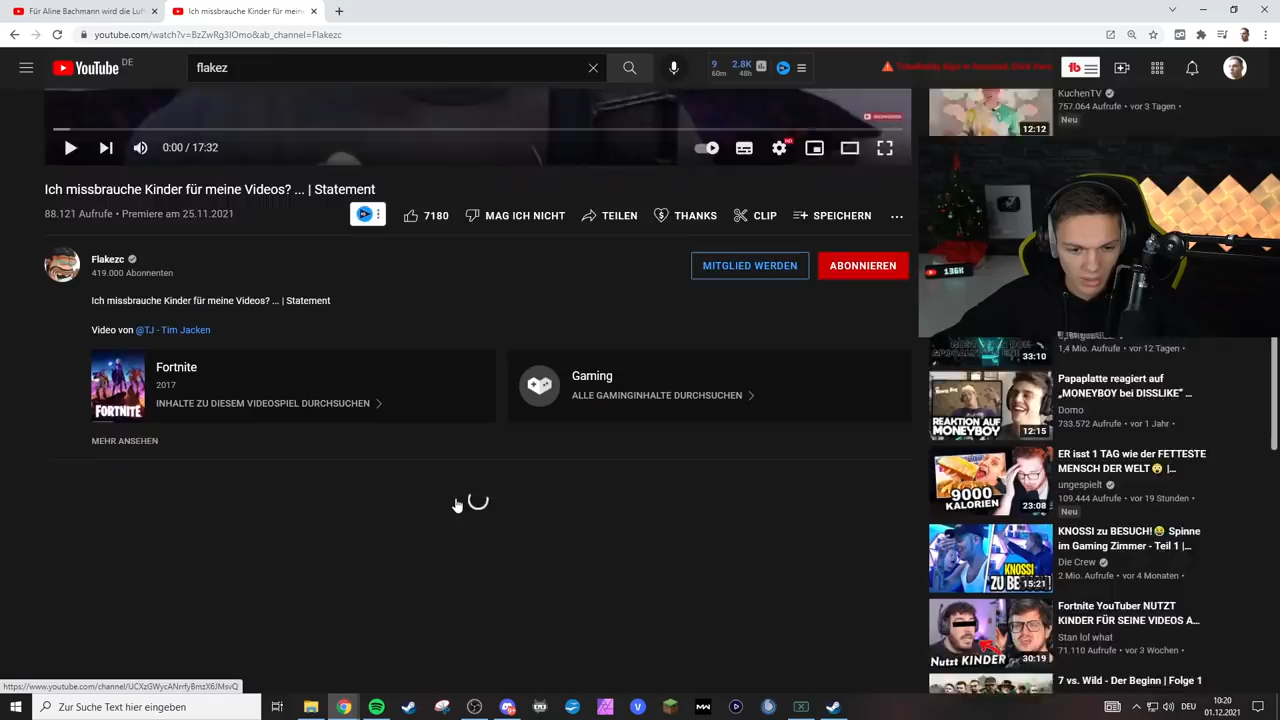 Für Aline Bachmann wird die Luf
Ich missbrauche Kinder für meine
youtube.com/watch?v=BzZwRg3IOmo&ab_channel=Flakezc
YouTube DE
flakez
9
60m
2.8K
48h
0:00 / 17:32
Ich missbrauche Kinder für meine Videos? ... | Statement
88.121 Aufrufe • Premiere am 25.11.2021
7180
MAG ICH NICHT
TEILEN
THANKS
CLIP
SPEICHERN
Flakezc
419.000 Abonnenten
MITGLIED WERDEN
ABONNIEREN
Ich missbrauche Kinder für meine Videos? ... | Statement
Video von @TJ - Tim Jacken
Fortnite
2017
INHALTE ZU DIESEM VIDEOSPIEL DURCHSUCHEN
FORTNITE
Gaming
ALLE GAMINGINHALTE DURCHSUCHEN
MEHR ANSEHEN
KuchenTV
757.064 Aufrufe • vor 3 Tagen •
Neu
12:12
136K
1,4 Mio. Aufrufe • vor 12 Tagen •
33:10
Papaplatte reagiert auf
„MONEYBOY bei DISSLIKE” ...
Domo
733.572 Aufrufe • vor 1 Jahr •
REAKTION AUF
MONEYBOY
12:15
ER isst 1 TAG wie der FETTESTE
MENSCH DER WELT😨 |...
ungespielt
109.444 Aufrufe • vor 19 Stunden •
Neu
9000
KALORIEN
23:08
KNOSSI zu BESUCH!😂 Spinne
im Gaming Zimmer - Teil 1 |...
Die Crew
2 Mio. Aufrufe • vor 4 Monaten •
KNOSSI
15:21
Fortnite YouTuber NUTZT
KINDER FÜR SEINE VIDEOS A...
Stan lol what
71.110 Aufrufe • vor 3 Wochen •
NUTZT KINDER
30:19
7 vs. Wild - Der Beginn | Folge 1
https://www.youtube.com/channel/UCXzGWycANrrfyBmzX6JMsvQ
Zur Suche Text hier eingeben
DEU
10:20
01.12.2021